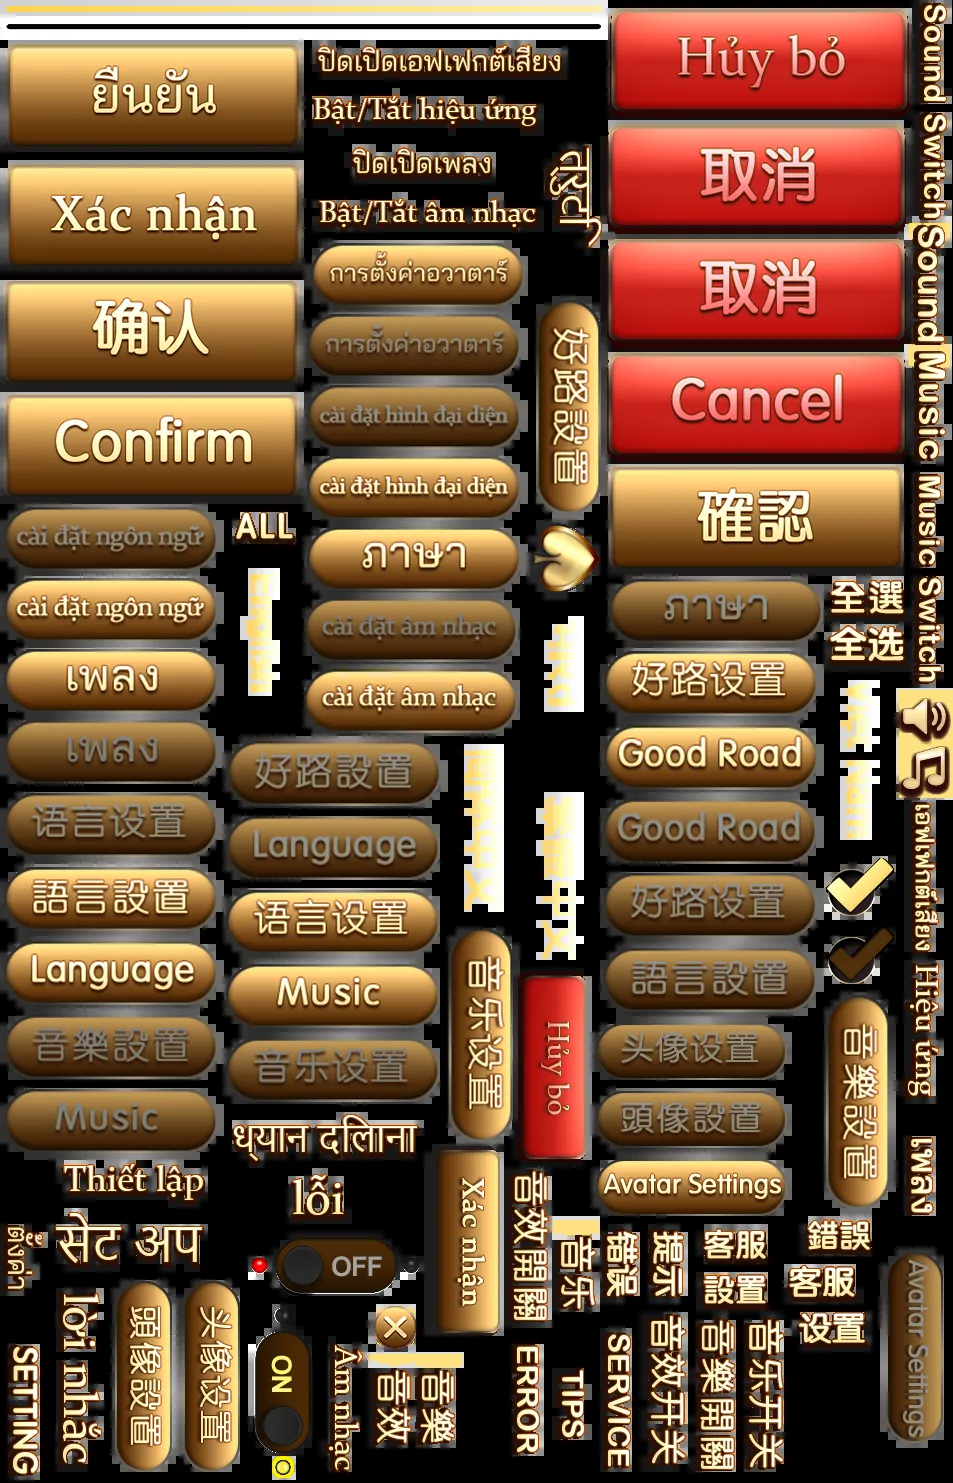 ยืนยัน
Xác nhận
确认
Confirm
ปิดเปิดเอฟเฟกต์เสียง
Bật/Tắt hiệu ứng
ปิดเปิดเพลง
Bật/Tắt âm nhạc
การตั้งค่าอวาตาร์
การตั้งค่าอวาตาร์
cài đặt hình đại diện
cài đặt hình đại diện
ภาษา
cài đặt âm nhạc
cài đặt âm nhạc
好路設置
Hủy bỏ
取消
取消
Cancel
確認
Sound Switch
Sound
Music
Music Switch
cài đặt ngôn ngữ
ALL
cài đặt ngôn ngữ
เพลง
เพลง
语言设置
語言設置
Language
音樂設置
Music
好路設置
Language
语言设置
Music
音乐设置
ภาษา
全選
全选
好路设置
Good Road
Good Road
好路设置
語言設置
头像设置
頭像設置
Avatar Settings
音乐设置
Hủy bỏ
音樂設置
เอฟเฟกต์เสียง
Hiệu ứng
เพลง
ध्यान दिलाना
Thiết lập
lỗi
सेट अप
ตั้งค่า
lời nhắc
SETTING
頭像設置
头像设置
OFF
ON
Âm nhạc
Xác nhận
音效
音樂
音效開關
音乐
ERROR
TIPS
错误
提示
客服
設置
錯誤
客服
设置
SERVICE
音效开关
音樂開關
音乐开关
Avatar Settings